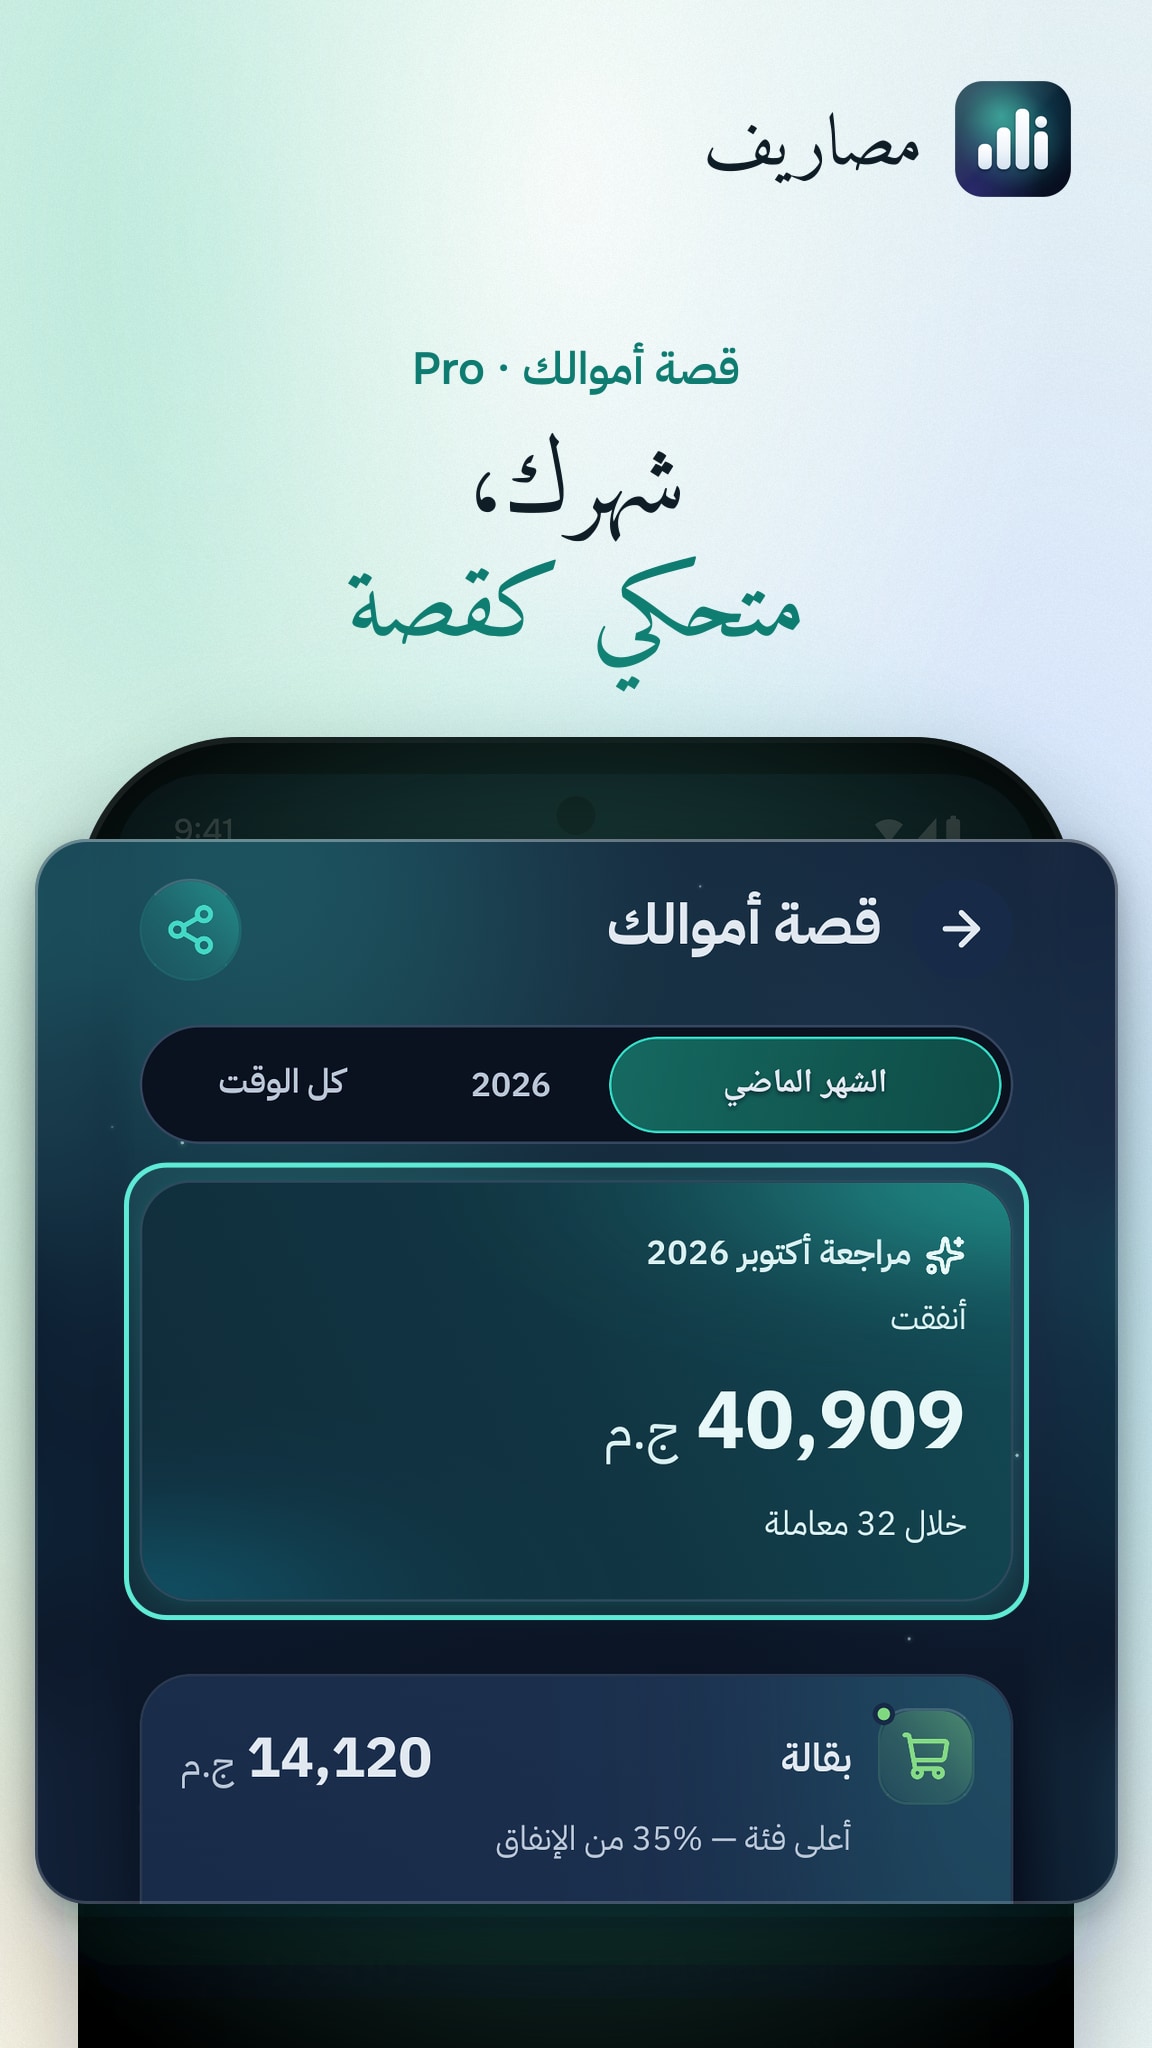 مصاريف
قصة أموالك · Pro
شهرك،
متحكي كقصة
9:41
قصة أموالك
الشهر الماضي
2026
كل الوقت
مراجعة أكتوبر 2026
أنفقت
40,909 ج.م
خلال 32 معاملة
بقالة
14,120 ج.م
أعلى فئة — 35% من الإنفاق